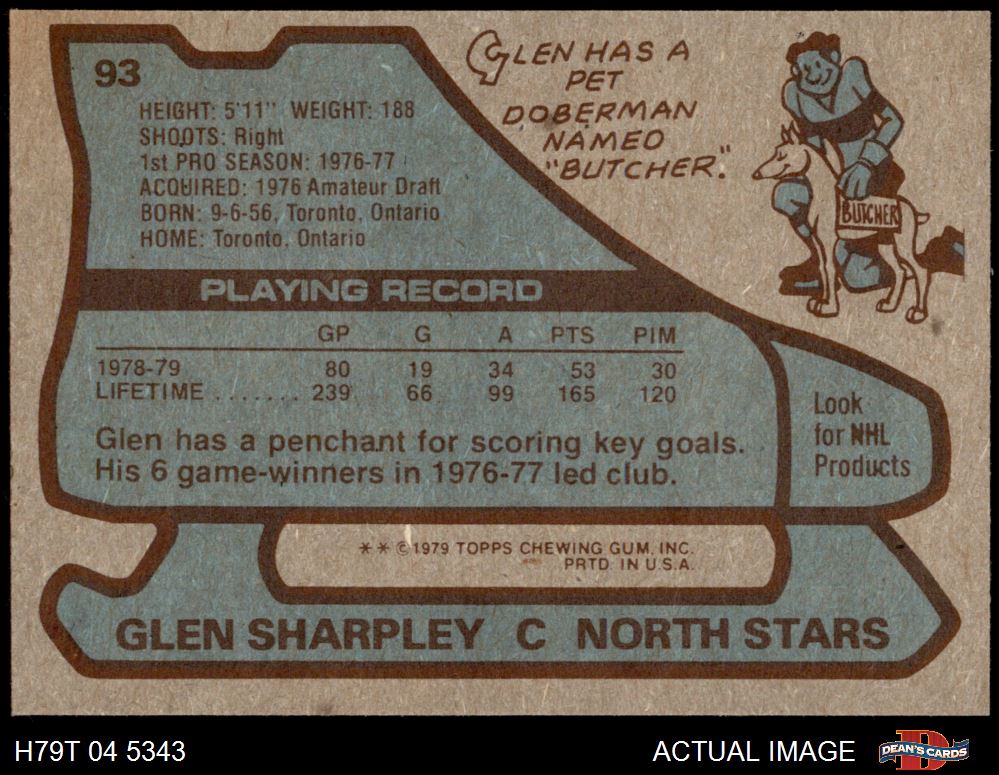 93
HEIGHT: 5'11" WEIGHT: 188
SHOOTS: Right
1st PRO SEASON: 1976-77
ACQUIRED: 1976 Amateur Draft
BORN: 9-6-56, Toronto, Ontario
HOME: Toronto, Ontario
GLEN HAS A
PET
DOBERMAN
NAMED
"BUTCHER."
BUTCHER
PLAYING RECORD
GP G A PTS PIM
1978-79 80 19 34 53 30
LIFETIME ....... 239 66 99 165 120
Glen has a penchant for scoring key goals.
His 6 game-winners in 1976-77 led club.
Look
for NHL
Products
** © 1979 TOPPS CHEWING GUM, INC.
PRTD. IN U.S.A.
GLEN SHARPLEY C NORTH STARS
H79T 04 5343
ACTUAL IMAGE
D
DEAN'S CARDS